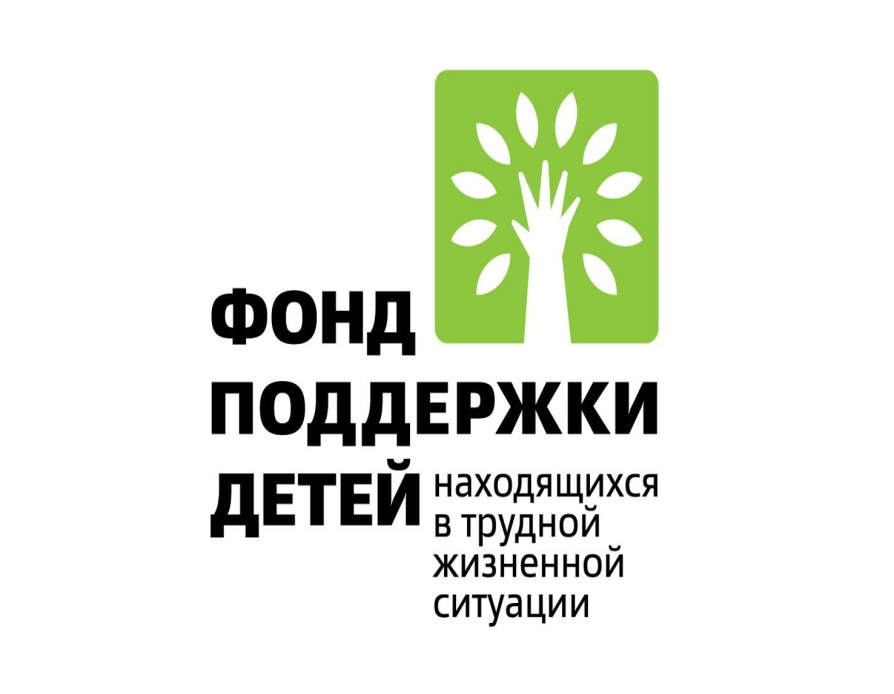 ФОНД
ПОДДЕРЖКИ
ДЕТЕЙ
находящихся
в трудной
жизненной
ситуации